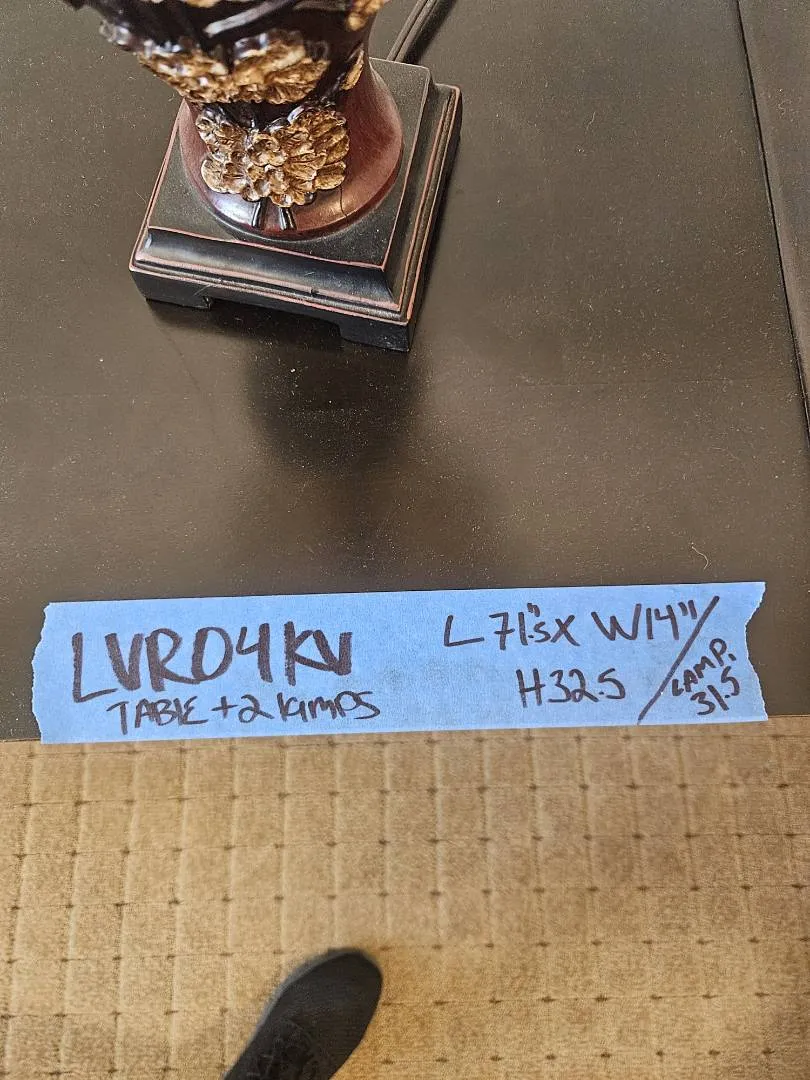 LVR04KV
TABLE + 2 LAMPS
L 71.5" X W14"
H32.5
LAMP.
31.5